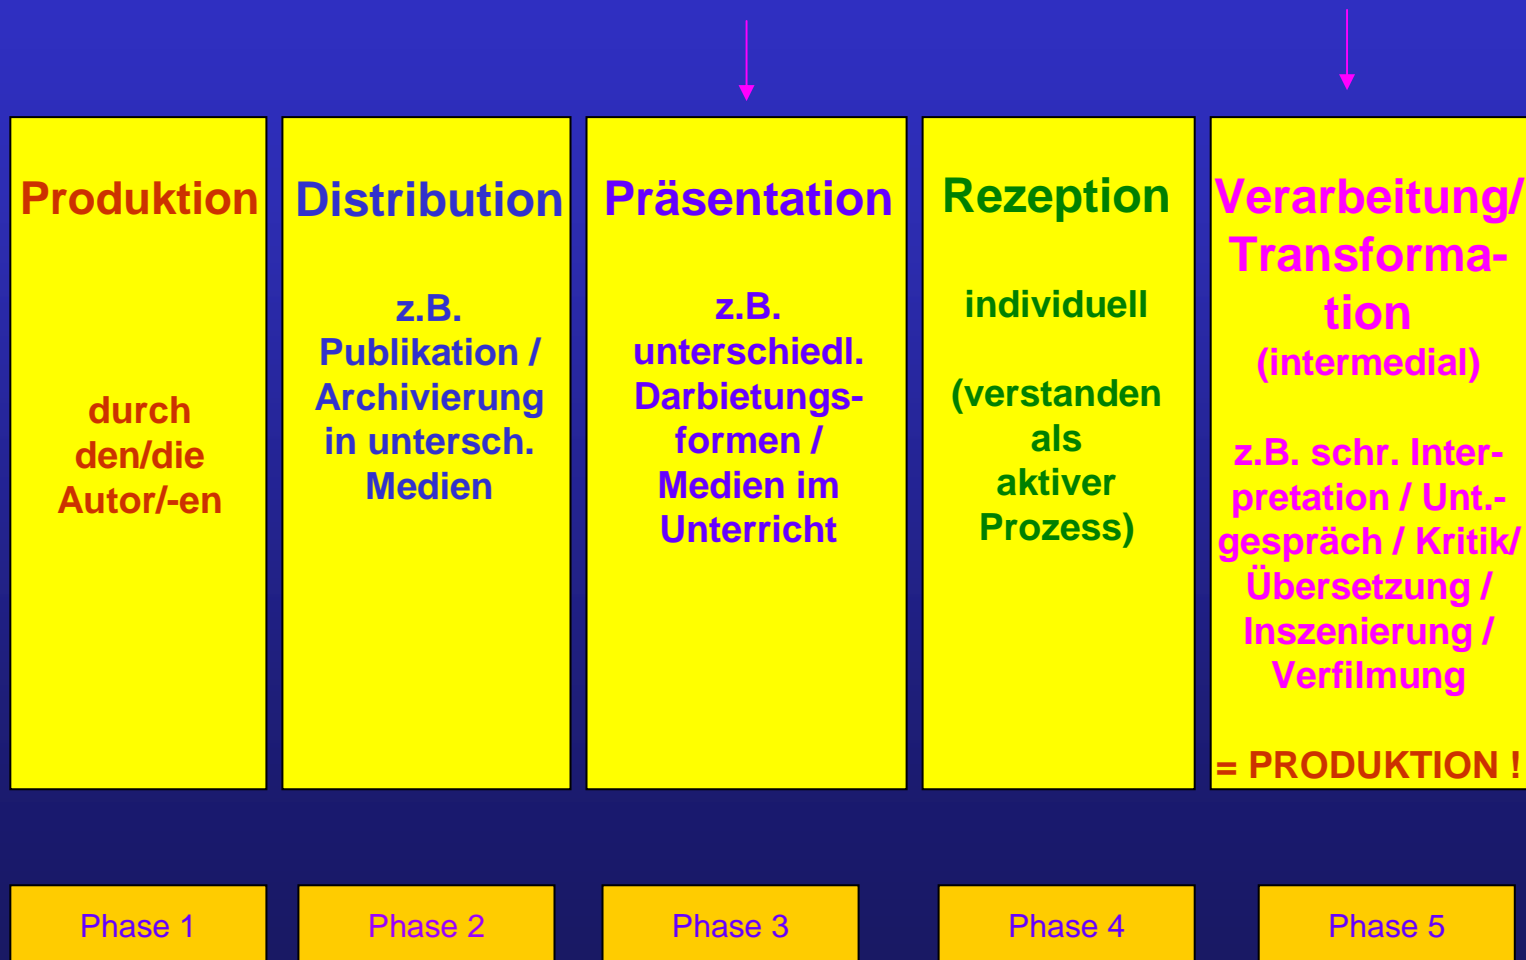 Produktion
durch
den/die
Autor/-en
Distribution
z.B.
Publikation /
Archivierung
in untersch.
Medien
Präsentation
z.B.
unterschiedl.
Darbietungs-
formen /
Medien im
Unterricht
Rezeption
individuell
(verstanden
als
aktiver
Prozess)
Verarbeitung/
Transforma-
tion
(intermedial)
z.B. schr. Inter-
pretation / Unt.-
gespräch / Kritik/
Übersetzung /
Inszenierung /
Verfilmung
= PRODUKTION !
Phase 1
Phase 2
Phase 3
Phase 4
Phase 5